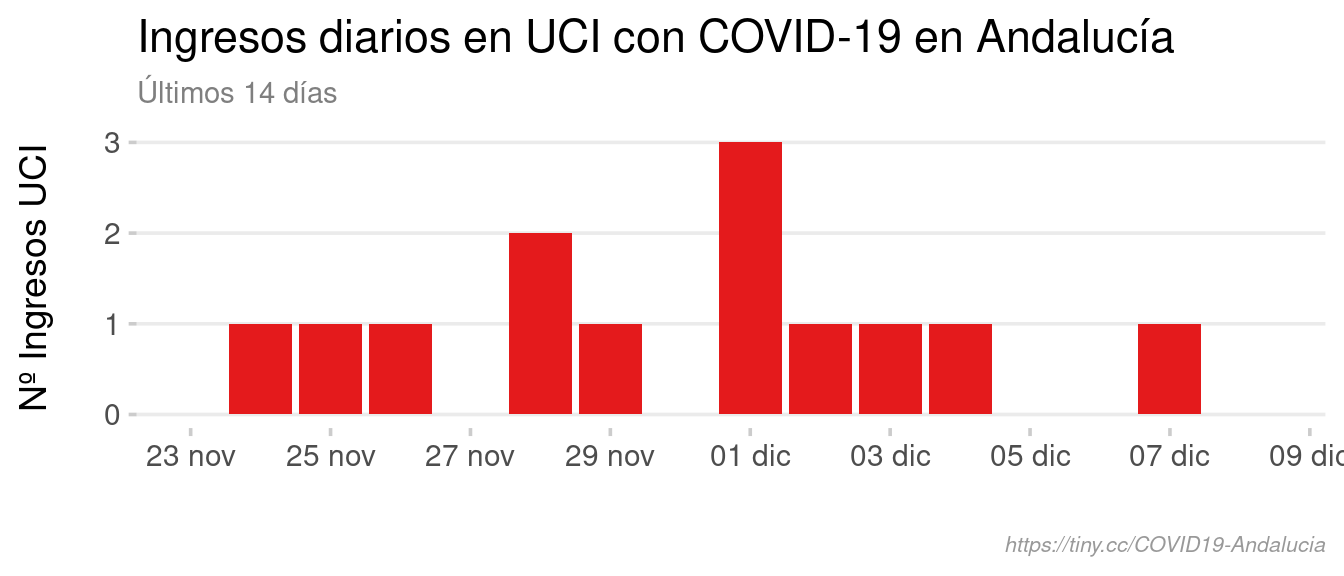 Ingresos diarios en UCI con COVID-19 en Andalucía
Últimos 14 días
Nº Ingresos UCI
3
2
1
0
23 nov 25 nov 27 nov 29 nov 01 dic 03 dic 05 dic 07 dic 09 dic
https://tiny.cc/COVID19-Andalucia